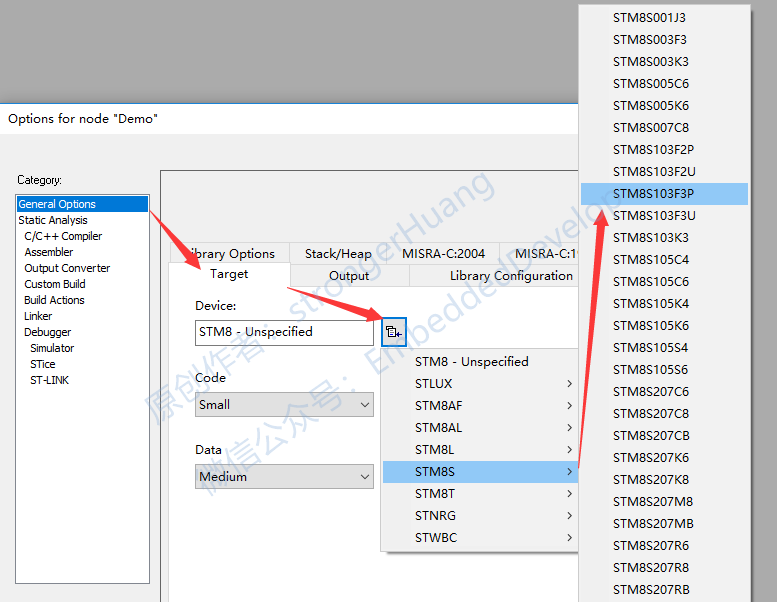 Options for node "Demo"
Category:
General Options
Static Analysis
C/C++ Compiler
Assembler
Output Converter
Custom Build
Build Actions
Linker
Debugger
Simulator
STice
ST-LINK
Library Options
Stack/Heap
MISRA-C:2004
MISRA-C:1
Target
Output
Library Configuration
Device:
STM8 - Unspecified
Code
Small
Data
Medium
STM8 - Unspecified
STLUX
STM8AF
STM8AL
STM8L
STM8S
STM8T
STNRG
STWBC
STM8S001J3
STM8S003F3
STM8S003K3
STM8S005C6
STM8S005K6
STM8S007C8
STM8S103F2P
STM8S103F2U
STM8S103F3P
STM8S103F3U
STM8S103K3
STM8S105C4
STM8S105C6
STM8S105K4
STM8S105K6
STM8S105S4
STM8S105S6
STM8S207C6
STM8S207C8
STM8S207CB
STM8S207K6
STM8S207K8
STM8S207M8
STM8S207MB
STM8S207R6
STM8S207R8
STM8S207RB
原创作者：strongerHuang
微信公众号：EmbeddedDevelop